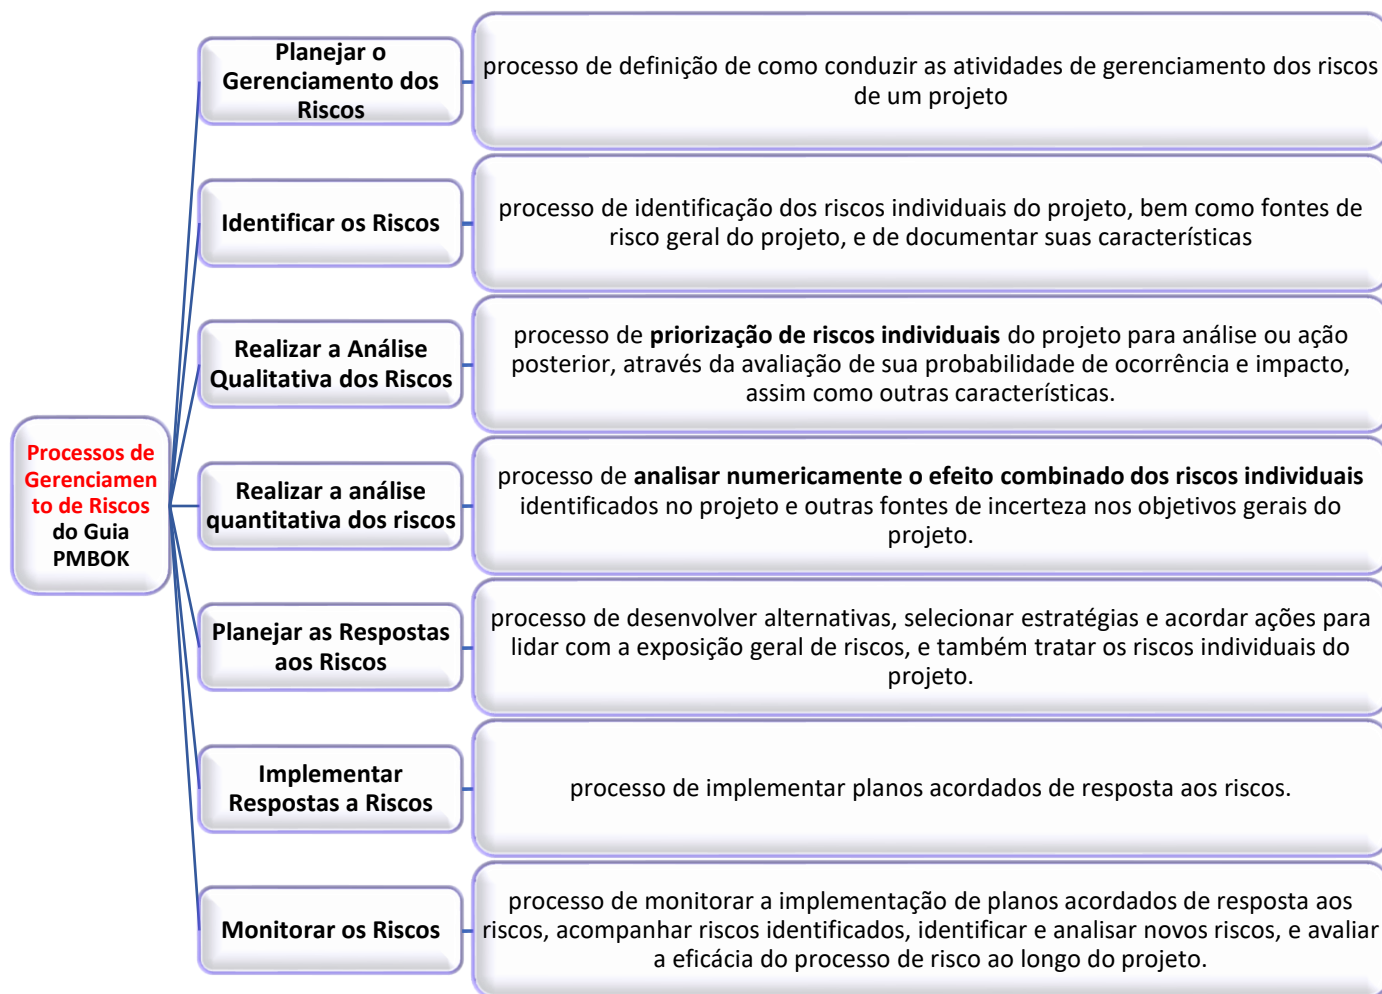 Processos de
Gerenciamen
to de Riscos
do Guia
PMBOK
Planejar o
Gerenciamento dos
Riscos
processo de definição de como conduzir as atividades de gerenciamento dos riscos
de um projeto
Identificar os Riscos
processo de identificação dos riscos individuais do projeto, bem como fontes de
risco geral do projeto, e de documentar suas características
Realizar a Análise
Qualitativa dos Riscos
processo de priorização de riscos individuais do projeto para análise ou ação
posterior, através da avaliação de sua probabilidade de ocorrência e impacto,
assim como outras características.
Realizar a análise
quantitativa dos riscos
processo de analisar numericamente o efeito combinado dos riscos individuais
identificados no projeto e outras fontes de incerteza nos objetivos gerais do
projeto.
Planejar as Respostas
aos Riscos
processo de desenvolver alternativas, selecionar estratégias e acordar ações para
lidar com a exposição geral de riscos, e também tratar os riscos individuais do
projeto.
Implementar
Respostas a Riscos
processo de implementar planos acordados de resposta aos riscos.
Monitorar os Riscos
processo de monitorar a implementação de planos acordados de resposta aos
riscos, acompanhar riscos identificados, identificar e analisar novos riscos, e avaliar
a eficácia do processo de risco ao longo do projeto.